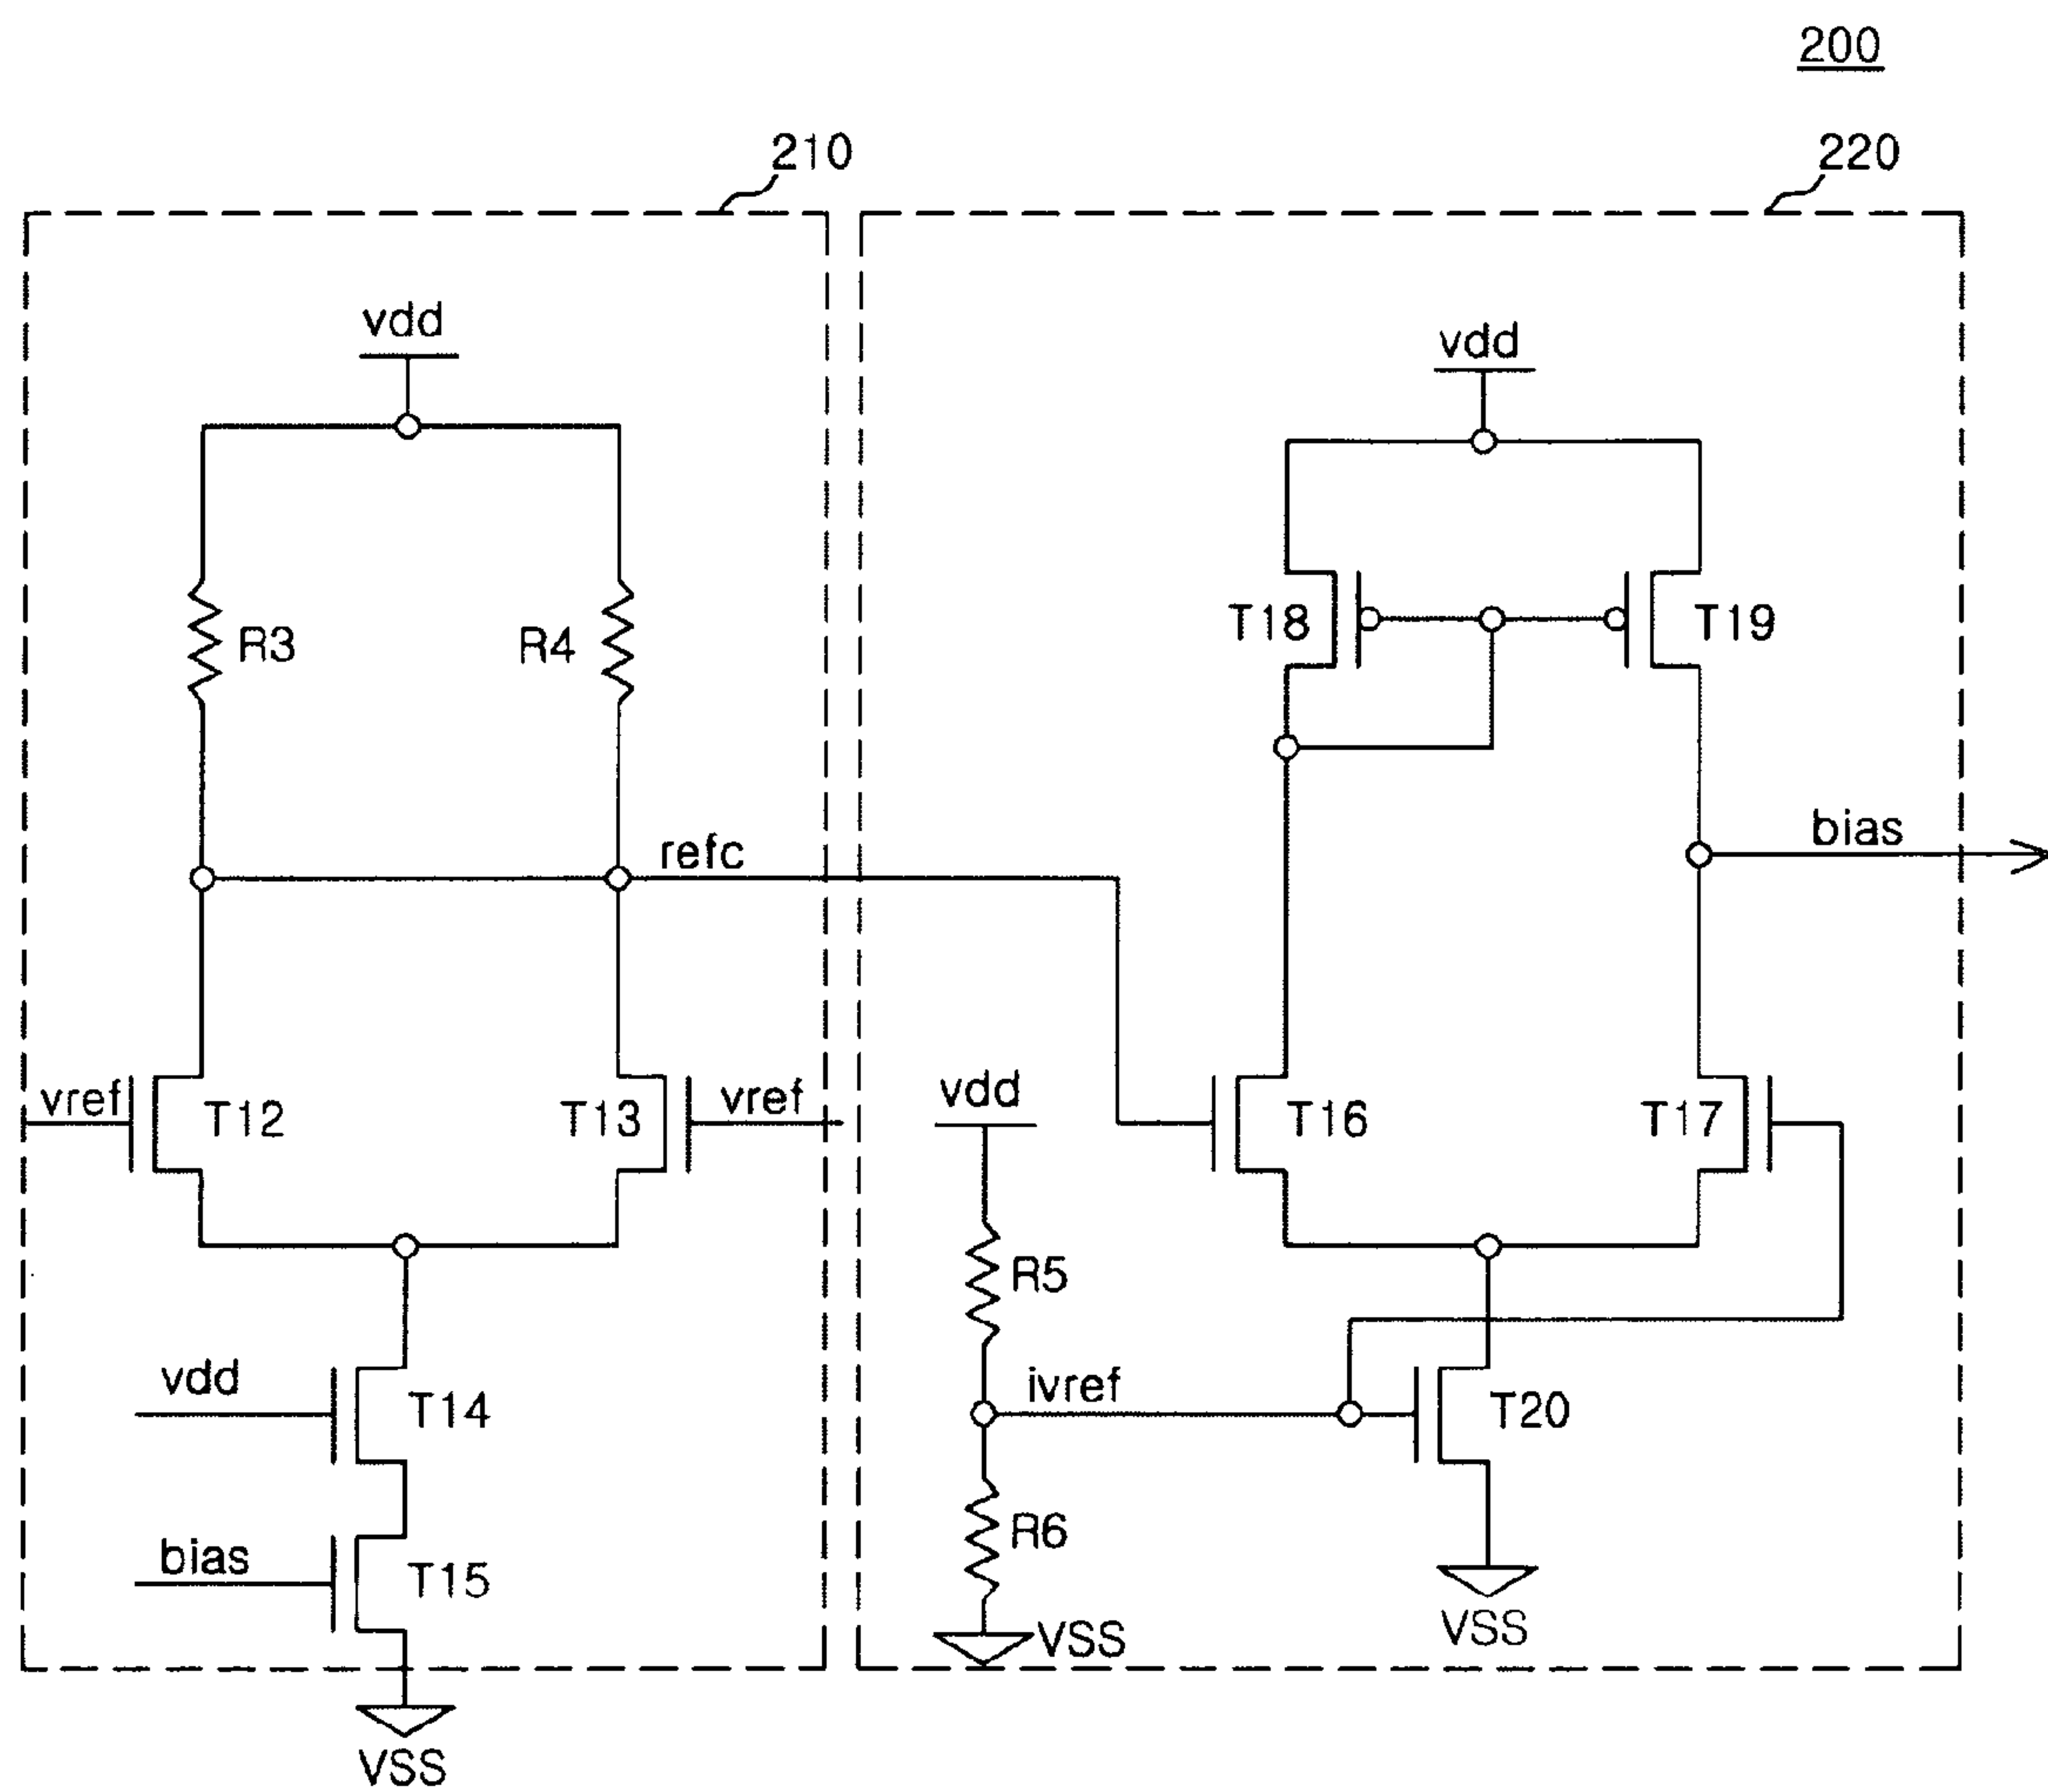 200
210
220
vdd
vdd
T18
T19
R3
R4
bias
refc
vdd
vref
T12
T13
vref
T16
T17
R5
vdd
T14
ivref
T20
R6
bias
T15
VSS
VSS
VSS